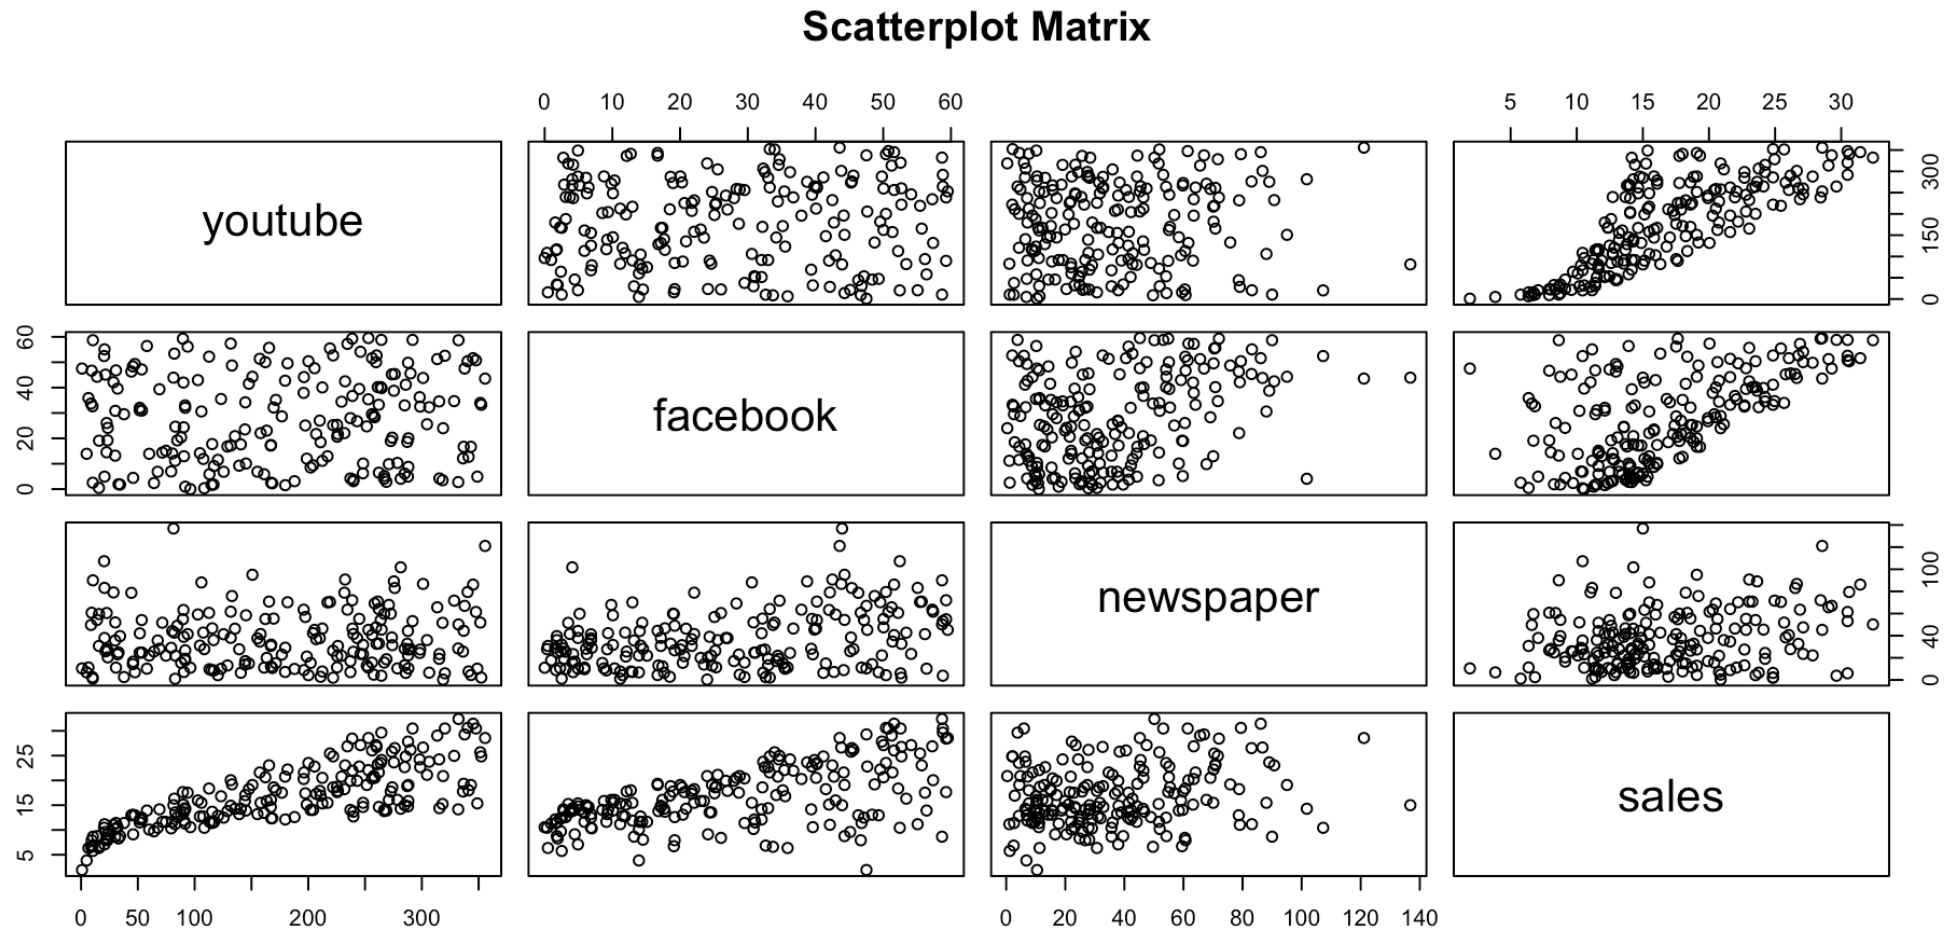 Scatterplot Matrix
0 10 20 30 40 50 60
5 10 15 20 25 30
youtube
0 150 300
0 20 40 60
facebook
newspaper
0 40 100
5 15 25
sales
0 50 100 200 300
0 20 40 60 80 100 120 140